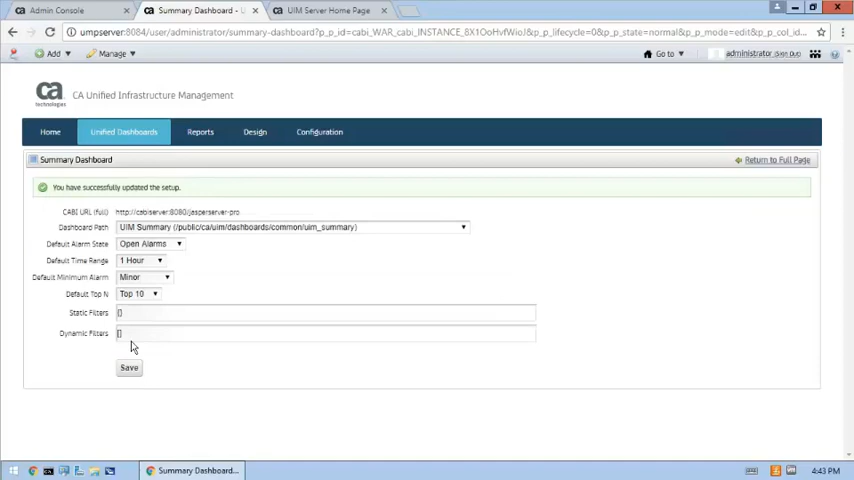 Admin Console
Summary Dashboard - U
UIM Server Home Page
umpserver:8084/user/administrator/summary-dashboard?p_p_id=cabi_WAR_cabi_INSTANCE_8X1OoHvfWioJ&p_p_lifecycle=0&p_p_state=normal&p_p_mode=edit&p_p_col_id...
Add
Manage
Go to
administrator (Sign Out)
ca
technologies
CA Unified Infrastructure Management
Home
Unified Dashboards
Reports
Design
Configuration
Summary Dashboard
Return to Full Page
You have successfully updated the setup.
CABI URL (full) http://cabiserver:8080/jasperserver-pro
Dashboard Path UIM Summary (/public/ca/uim/dashboards/common/uim_summary)
Default Alarm State Open Alarms
Default Time Range 1 Hour
Default Minimum Alarm Minor
Default Top N Top 10
Static Filters {}
Dynamic Filters []
Save
Summary Dashboard...
4:43 PM